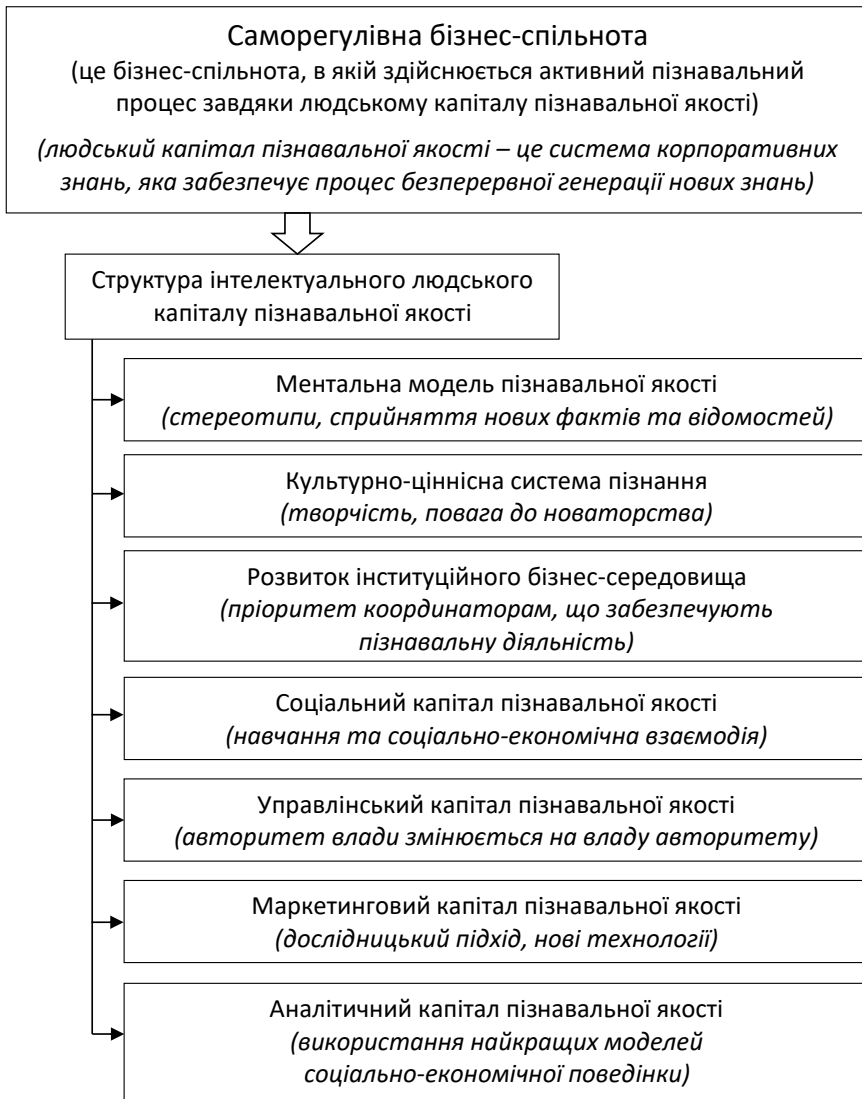 Саморегулівна бізнес-спільнота
(це бізнес-спільнота, в якій здійснюється активний пізнавальний
процес завдяки людському капіталу пізнавальної якості)
(людський капітал пізнавальної якості – це система корпоративних
знань, яка забезпечує процес безперервної генерації нових знань)
Структура інтелектуального людського
капіталу пізнавальної якості
Ментальна модель пізнавальної якості
(стереотипи, сприйняття нових фактів та відомостей)
Культурно-ціннісна система пізнання
(творчість, повага до новаторства)
Розвиток інституційного бізнес-середовища
(пріоритет координаторам, що забезпечують
пізнавальну діяльність)
Соціальний капітал пізнавальної якості
(навчання та соціально-економічна взаємодія)
Управлінський капітал пізнавальної якості
(авторитет влади змінюється на владу авторитету)
Маркетинговий капітал пізнавальної якості
(дослідницький підхід, нові технології)
Аналітичний капітал пізнавальної якості
(використання найкращих моделей
соціально-економічної поведінки)